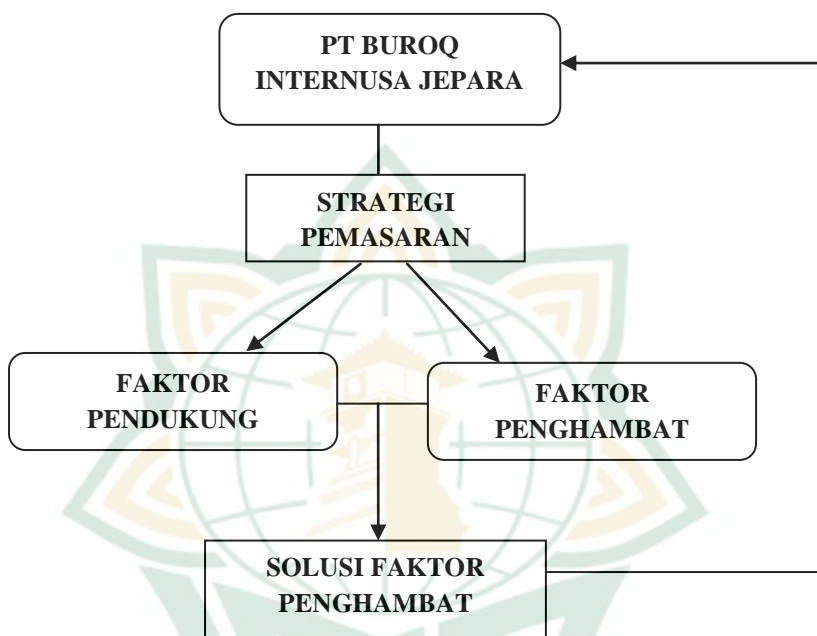 PT BUROQ
INTERNUSA JEPARA
STRATEGI
PEMASARAN
FAKTOR
PENDUKUNG
FAKTOR
PENGHAMBAT
SOLUSI FAKTOR
PENGHAMBAT